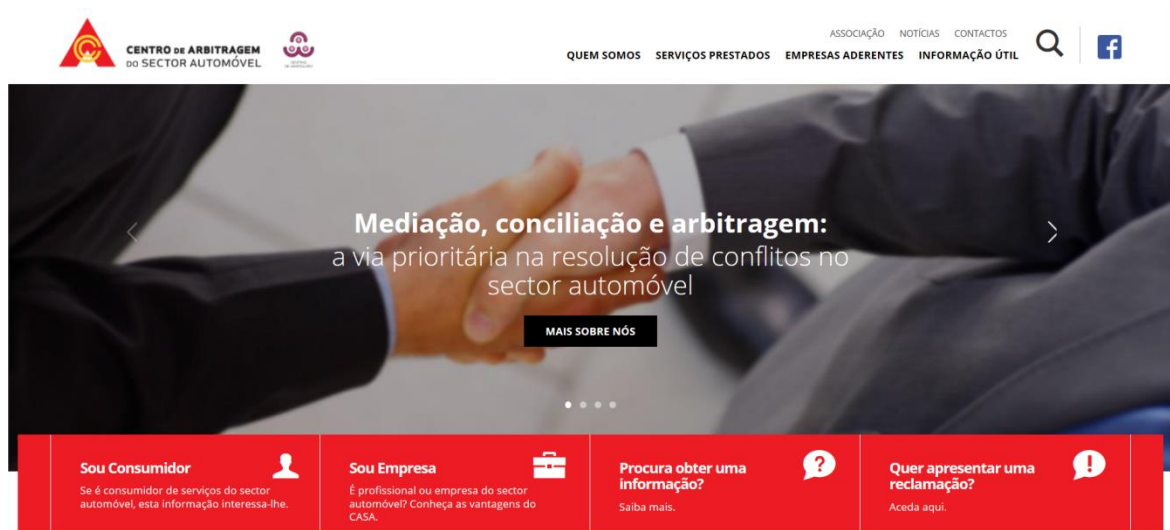 CENTRO DE ARBITRAGEM
DO SECTOR AUTOMÓVEL
ASSOCIAÇÃO NOTÍCIAS CONTACTOS
QUEM SOMOS SERVIÇOS PRESTADOS EMPRESAS ADERENTES INFORMAÇÃO ÚTIL
Mediação, conciliação e arbitragem:
a via prioritária na resolução de conflitos no
sector automóvel
MAIS SOBRE NÓS
Sou Consumidor
Se é consumidor de serviços do sector
automóvel, esta informação interessa-lhe.
Sou Empresa
É profissional ou empresa do sector
automóvel? Conheça as vantagens do
CASA.
Procura obter uma
informação?
Saiba mais.
Quer apresentar uma
reclamação?
Aceda aqui.